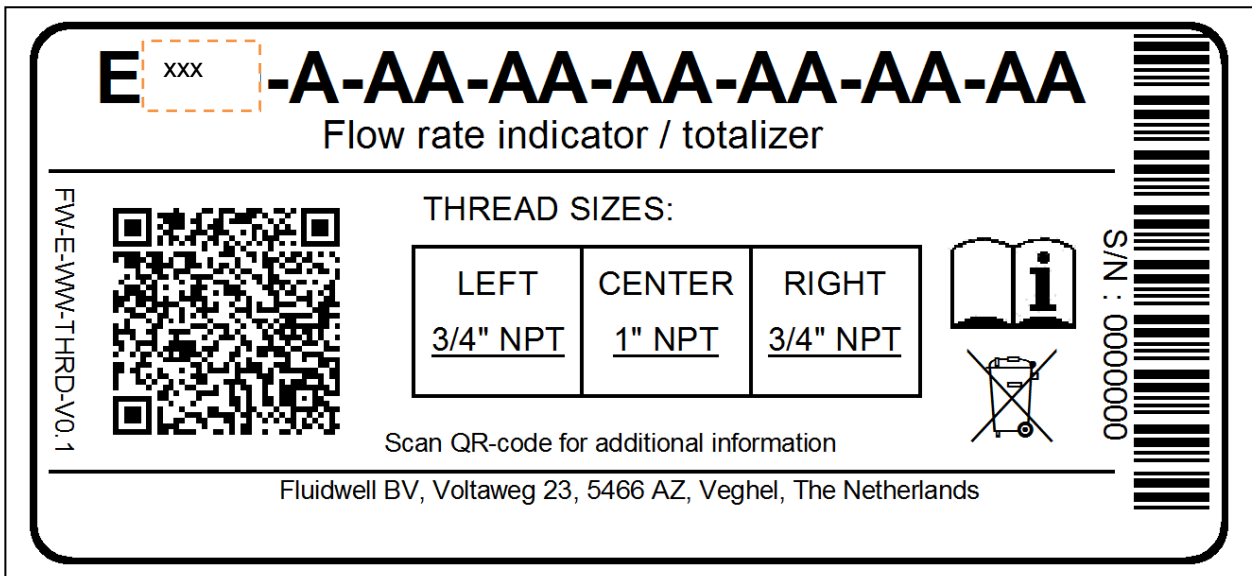 E xxx -A-AA-AA-AA-AA-AA-AA
Flow rate indicator / totalizer
FW-E-WW-THRD-V0.1
THREAD SIZES:
LEFT CENTER RIGHT
3/4" NPT 1" NPT 3/4" NPT
S/N : 0000000
Scan QR-code for additional information
Fluidwell BV, Voltaweg 23, 5466 AZ, Veghel, The Netherlands